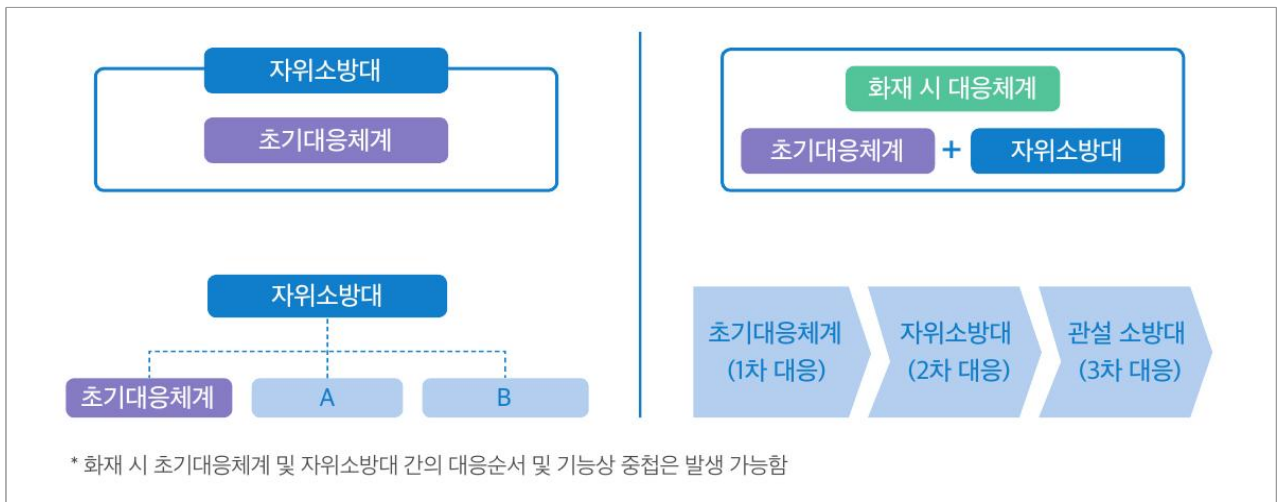 자위소방대
초기대응체계
자위소방대
초기대응체계
A
B
화재 시 대응체계
초기대응체계 + 자위소방대
초기대응체계
(1차 대응)
자위소방대
(2차 대응)
관설 소방대
(3차 대응)
* 화재 시 초기대응체계 및 자위소방대 간의 대응순서 및 기능상 중첩은 발생 가능함